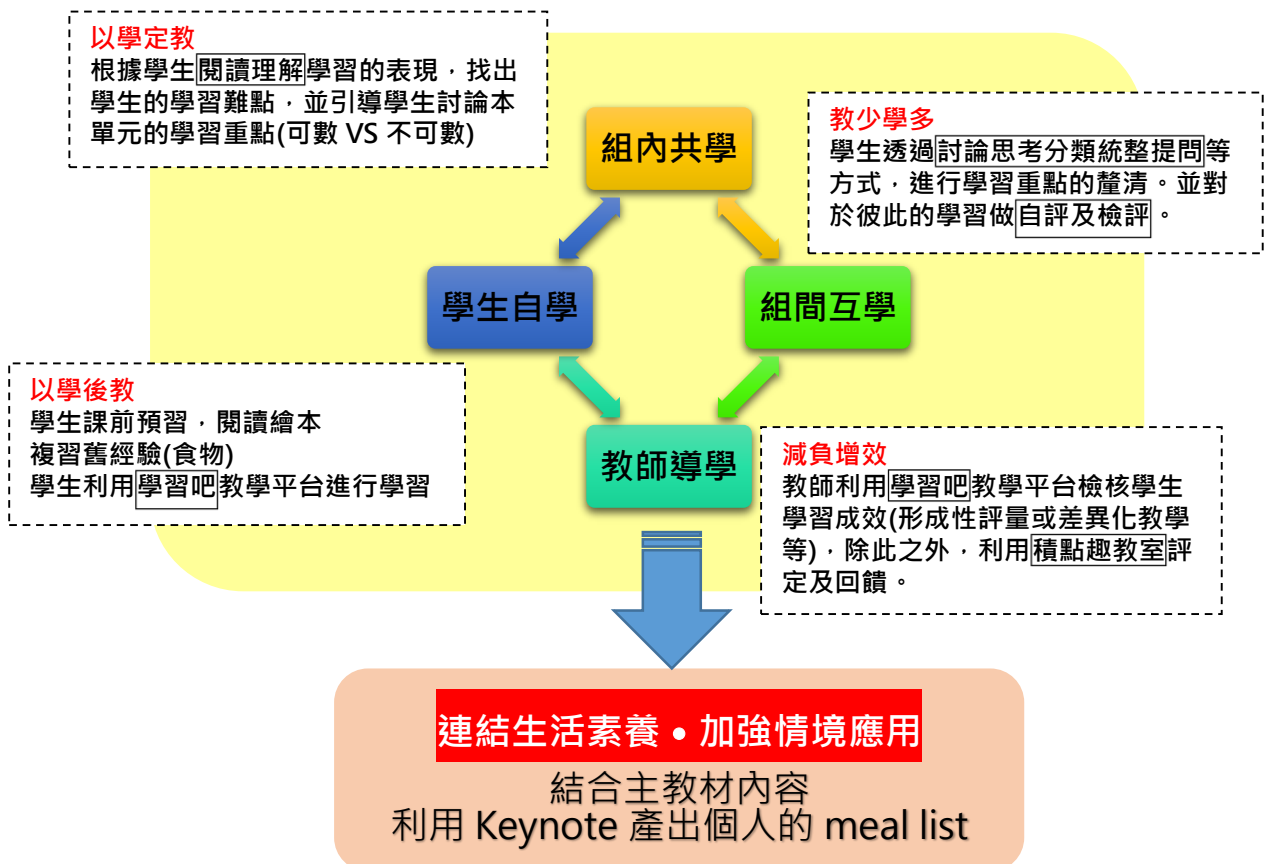 以學定教
根據學生閱讀理解學習的表現，找出
學生的學習難點，並引導學生討論本
單元的學習重點(可數 VS 不可數)
組內共學
教少學多
學生透過討論思考分類統整提問等
方式，進行學習重點的釐清。並對
於彼此的學習做自評及檢評。
學生自學
組間互學
以學後教
學生課前預習，閱讀繪本
複習舊經驗(食物)
學生利用學習吧教學平台進行學習
教師導學
減負增效
教師利用學習吧教學平台檢核學生
學習成效(形成性評量或差異化教學
等)，除此之外，利用積點趣教室評
定及回饋。
連結生活素養•加強情境應用
結合主教材內容
利用 Keynote 產出個人的 meal list